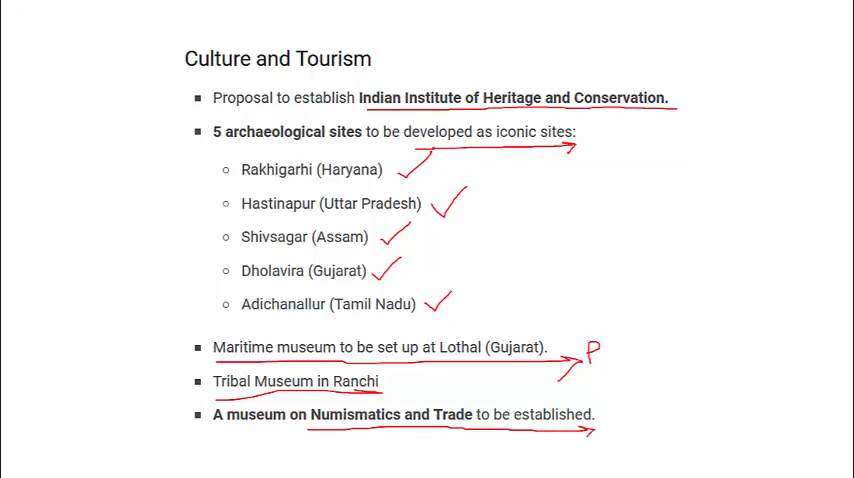 Culture and Tourism
Proposal to establish Indian Institute of Heritage and Conservation.
5 archaeological sites to be developed as iconic sites:
Rakhigarhi (Haryana)
Hastinapur (Uttar Pradesh)
Shivsagar (Assam)
Dholavira (Gujarat)
Adichanallur (Tamil Nadu)
Maritime museum to be set up at Lothal (Gujarat). P
Tribal Museum in Ranchi
A museum on Numismatics and Trade to be established.